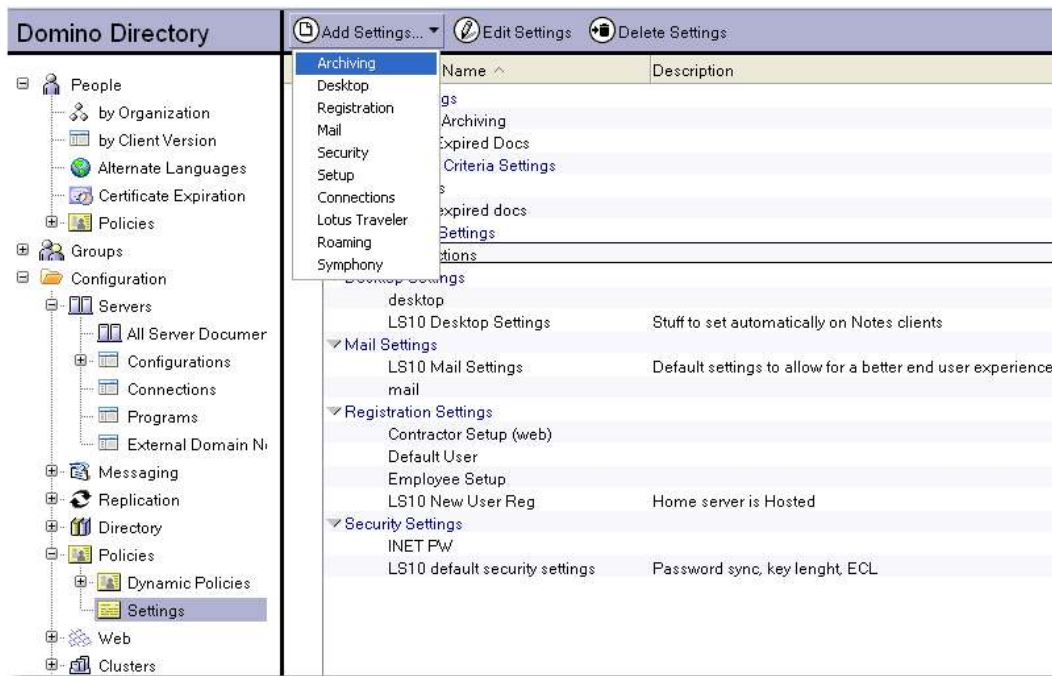 Domino Directory
Add Settings...
Edit Settings
Delete Settings
People
by Organization
by Client Version
Alternate Languages
Certificate Expiration
Policies
Groups
Configuration
Servers
All Server Documer
Configurations
Connections
Programs
External Domain N
Messaging
Replication
Directory
Policies
Dynamic Policies
Settings
Web
Clusters
Archiving
Desktop
Registration
Mail
Security
Setup
Connections
Lotus Traveler
Roaming
Symphony
Name
Description
gs
Archiving
Expired Docs
Criteria Settings
s
expired docs
Settings
tions
Desktop Settings
desktop
LS10 Desktop Settings Stuff to set automatically on Notes clients
Mail Settings
LS10 Mail Settings Default settings to allow for a better end user experience
mail
Registration Settings
Contractor Setup (web)
Default User
Employee Setup
LS10 New User Reg Home server is Hosted
Security Settings
INET PW
LS10 default security settings Password sync, key lenght, ECL